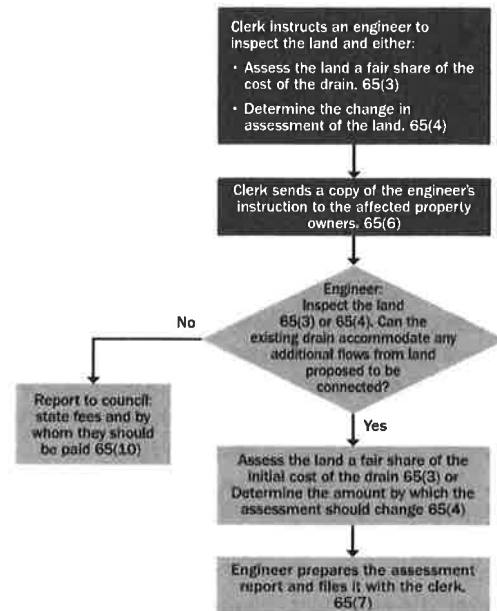 Clerk instructs an engineer to
inspect the land and either:
· Assess the land a fair share of the
cost of the drain. 65(3)
· Determine the change in
assessment of the land. 65(4)
Clerk sends a copy of the engineer's
instruction to the affected property
owners. 65(6)
Engineer:
Inspect the land
65(3) or 65(4). Can the
existing drain accommodate any
additional flows from land
proposed to be
connected?
No
Report to council:
state fees and by
whom they should
be paid 65(10)
Yes
Assess the land a fair share of the
initial cost of the drain 65(3) or
Determine the amount by which the
assessment should change 65(4)
Engineer prepares the assessment
report and files it with the clerk.
65(7)